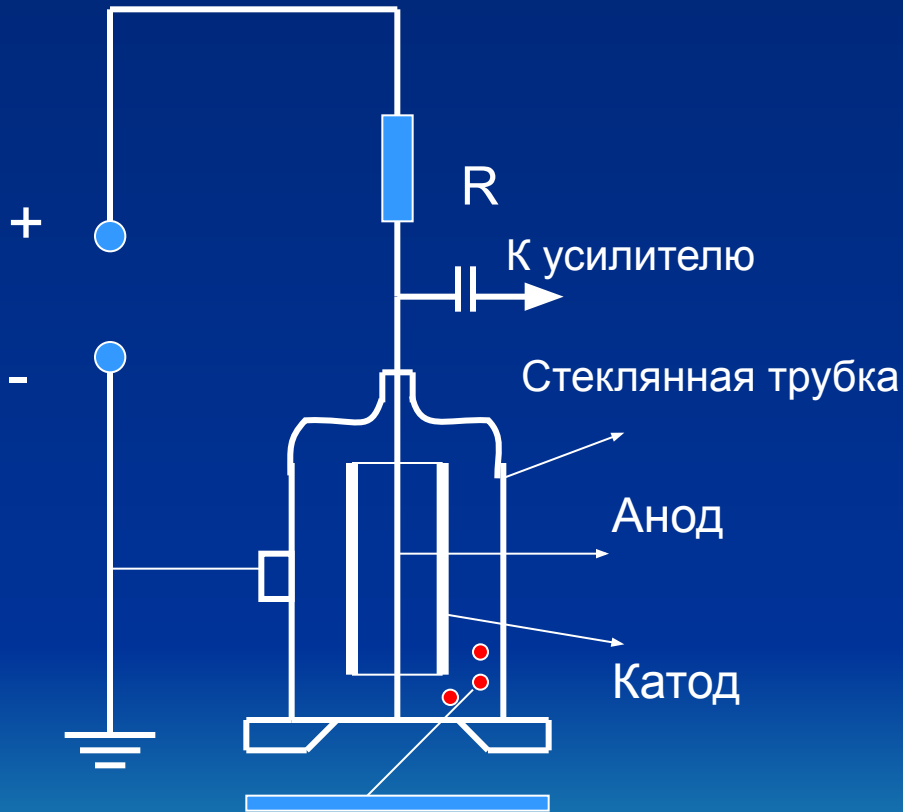 R
+
К усилителю
-
Стеклянная трубка
Анод
Катод